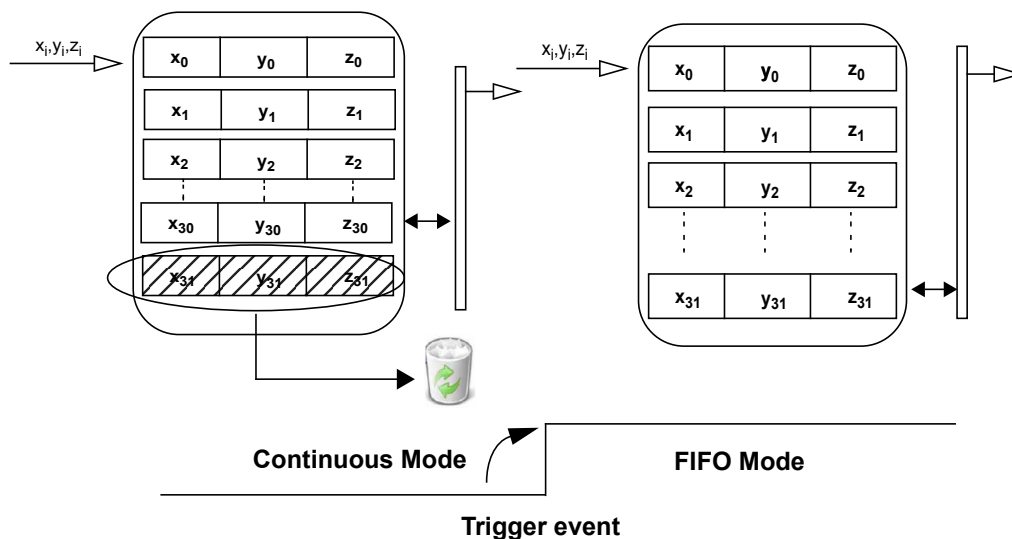 xᵢ,yᵢ,zᵢ
x₀ y₀ z₀
x₁ y₁ z₁
x₂ y₂ z₂
x₃₀ y₃₀ z₃₀
x₃₁ y₃₁ z₃₁
xᵢ,yᵢ,zᵢ
x₀ y₀ z₀
x₁ y₁ z₁
x₂ y₂ z₂
x₃₁ y₃₁ z₃₁
Continuous Mode
FIFO Mode
Trigger event